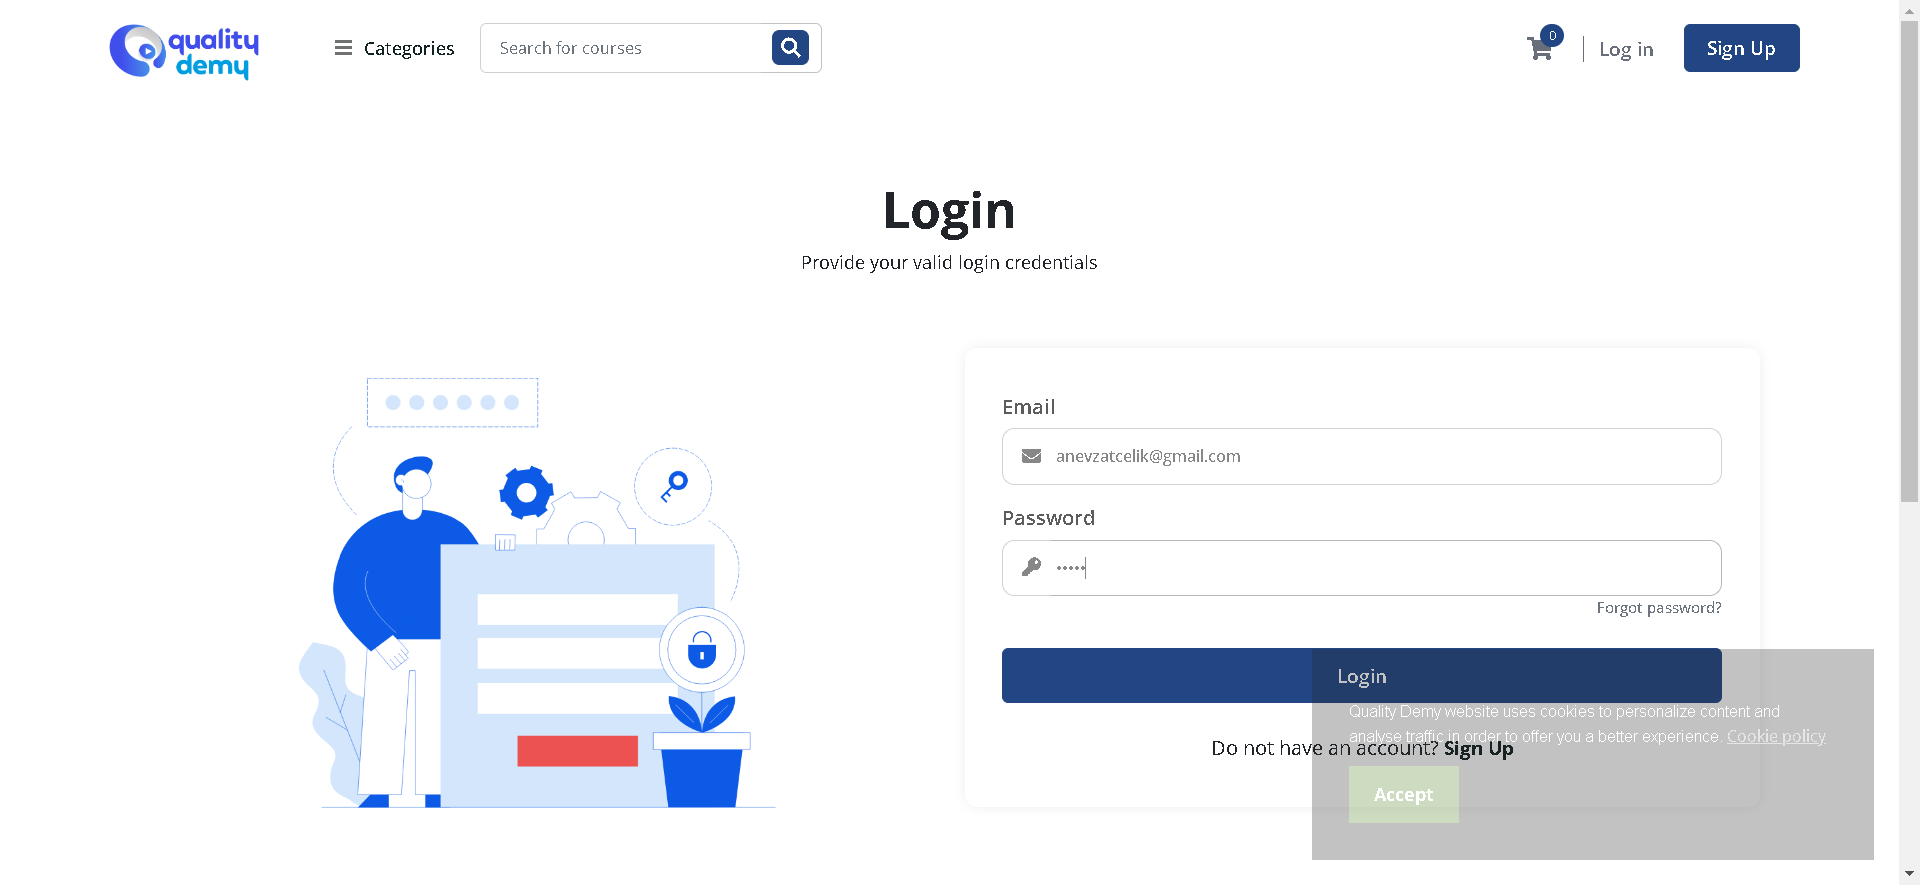 quality
demy
Categories
Search for courses
0
Log in
Sign Up
Login
Provide your valid login credentials
Email
anevzatcelik@gmail.com
Password
•••••
Forgot password?
Login
Quality Demy website uses cookies to personalize content and
analyse traffic in order to offer you a better experience. Cookie policy
Do not have an account? Sign Up
Accept